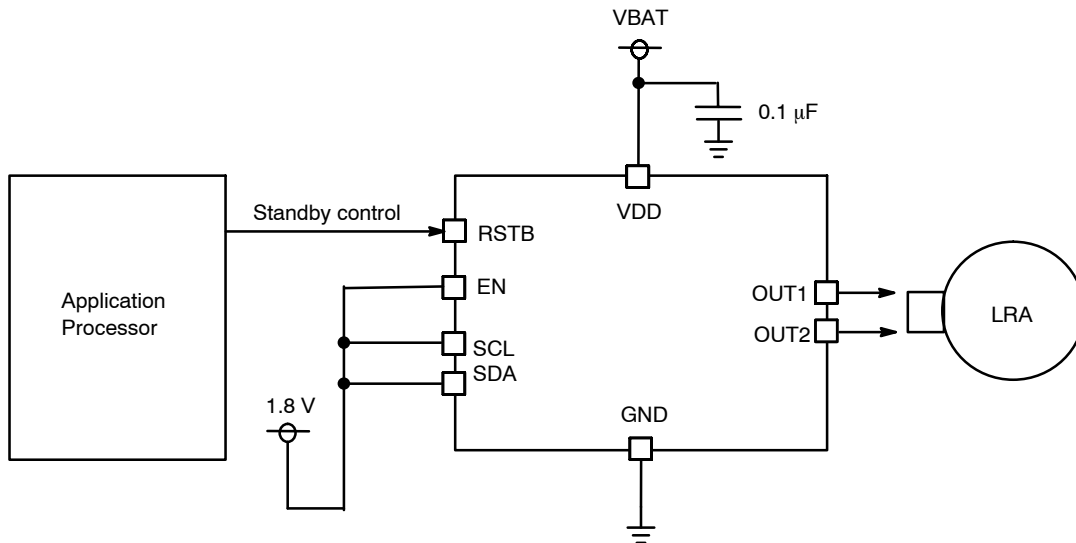 VBAT
0.1 μF
VDD
Standby control
RSTB
Application
Processor
EN
OUT1
LRA
OUT2
SCL
SDA
1.8 V
GND